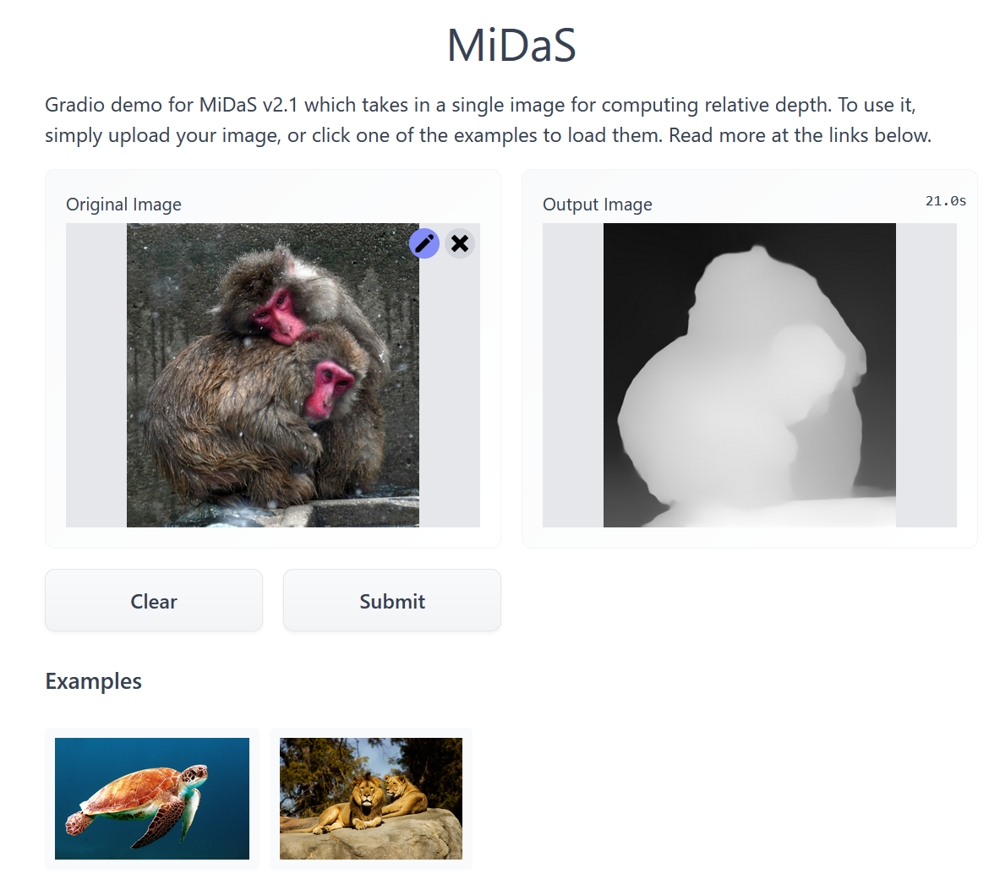 MiDaS
Gradio demo for MiDaS v2.1 which takes in a single image for computing relative depth. To use it,
simply upload your image, or click one of the examples to load them. Read more at the links below.
Original Image
Output Image
21.0s
Clear
Submit
Examples